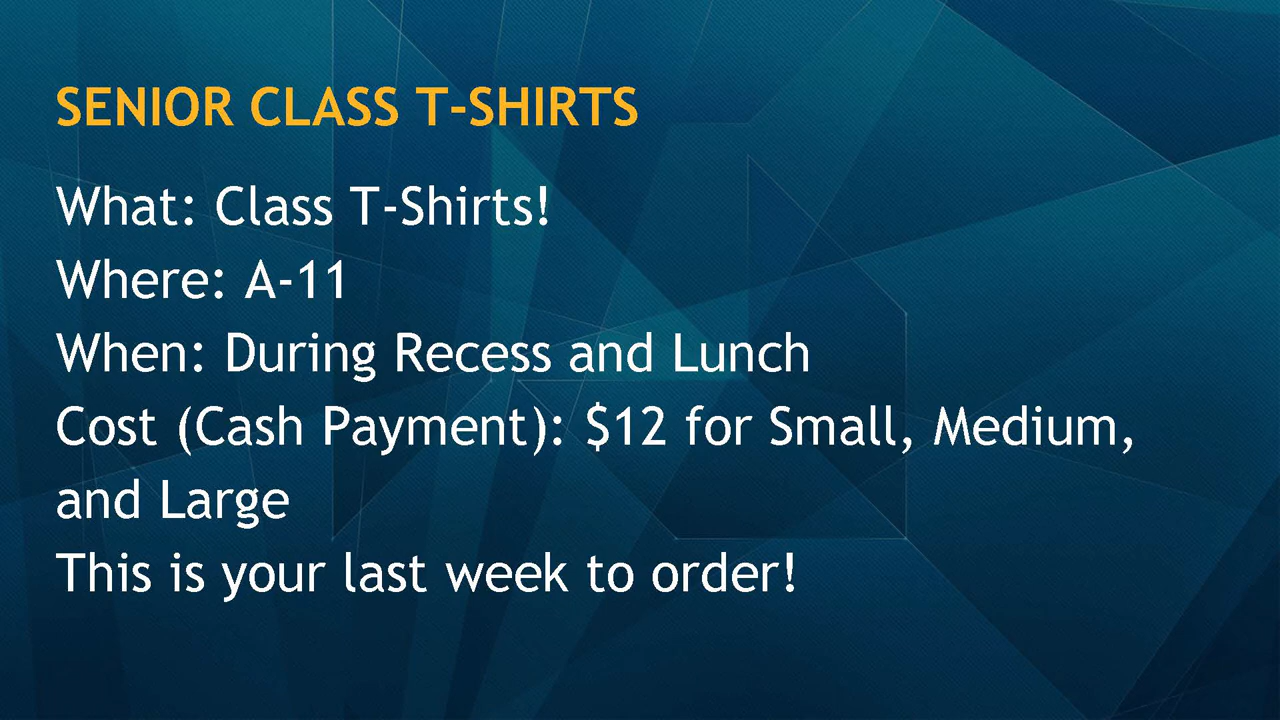 SENIOR CLASS T-SHIRTS
What: Class T-Shirts!
Where: A-11
When: During Recess and Lunch
Cost (Cash Payment): $12 for Small, Medium,
and Large
This is your last week to order!